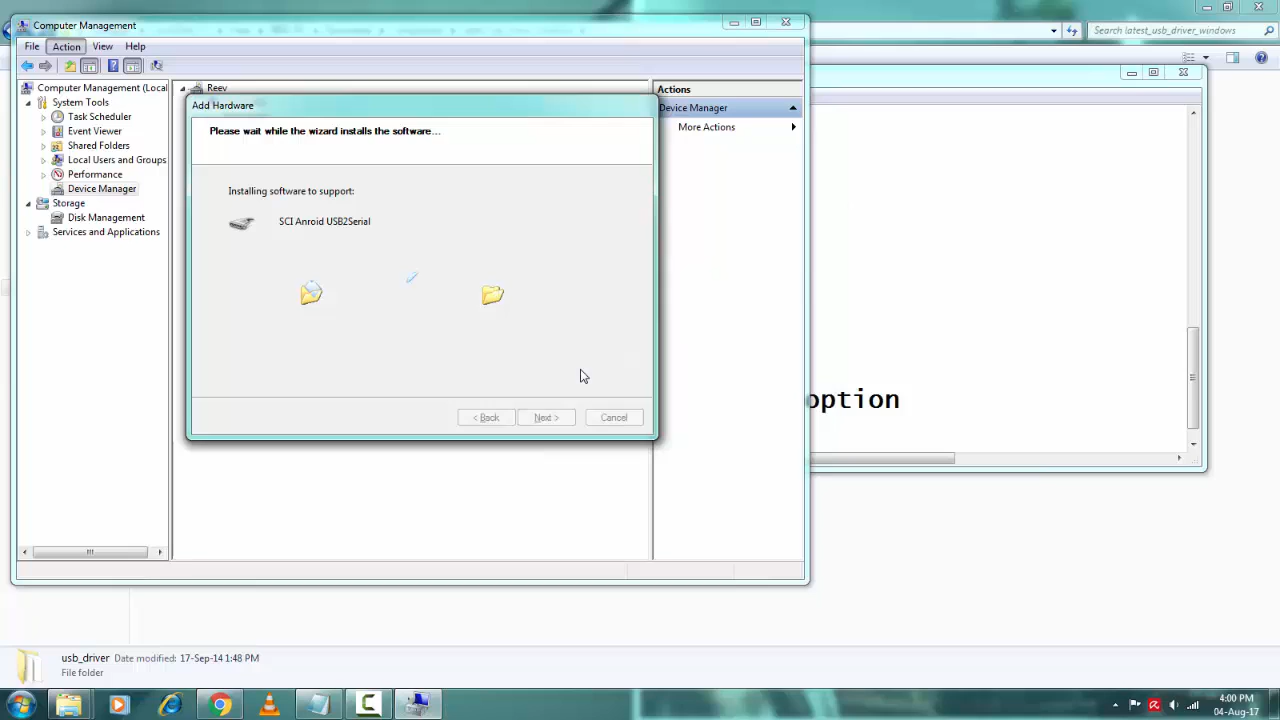 Computer Management
Search latest_usb_driver_windows
File Action View Help
Computer Management (Local
System Tools
Task Scheduler
Event Viewer
Shared Folders
Local Users and Groups
Performance
Device Manager
Storage
Disk Management
Services and Applications
Reev
Add Hardware
Please wait while the wizard installs the software...
Installing software to support:
SCI Anroid USB2Serial
< Back
Next >
Cancel
Actions
Device Manager
More Actions
option
usb_driver Date modified: 17-Sep-14 1:48 PM
File folder
4:00 PM
04-Aug-17